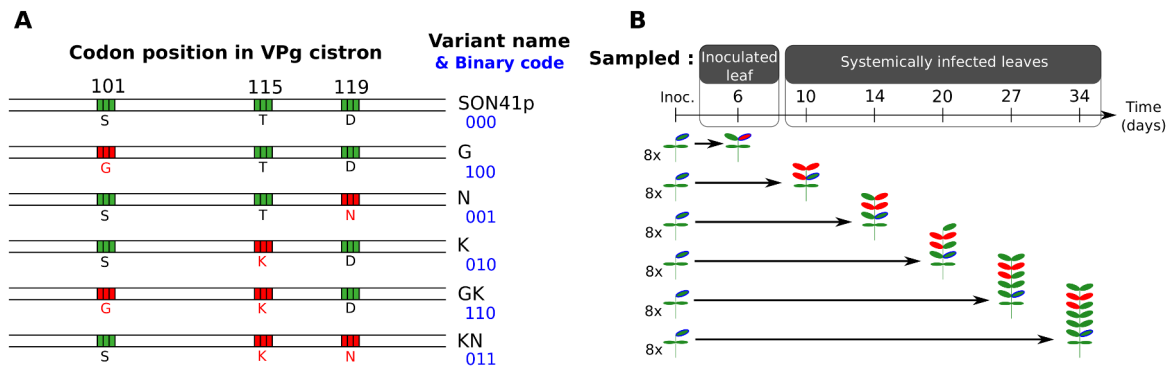 A
Codon position in VPg cistron
Variant name
& Binary code
101 115 119
SON41p
S T D
000
G
G T D
100
N
S T N
001
K
S K D
010
GK
G K D
110
KN
S K N
011
B
Sampled :
Inoculated
leaf
Systemically infected leaves
Inoc. 6 10 14 20 27 34
Time
(days)
8x
8x
8x
8x
8x
8x